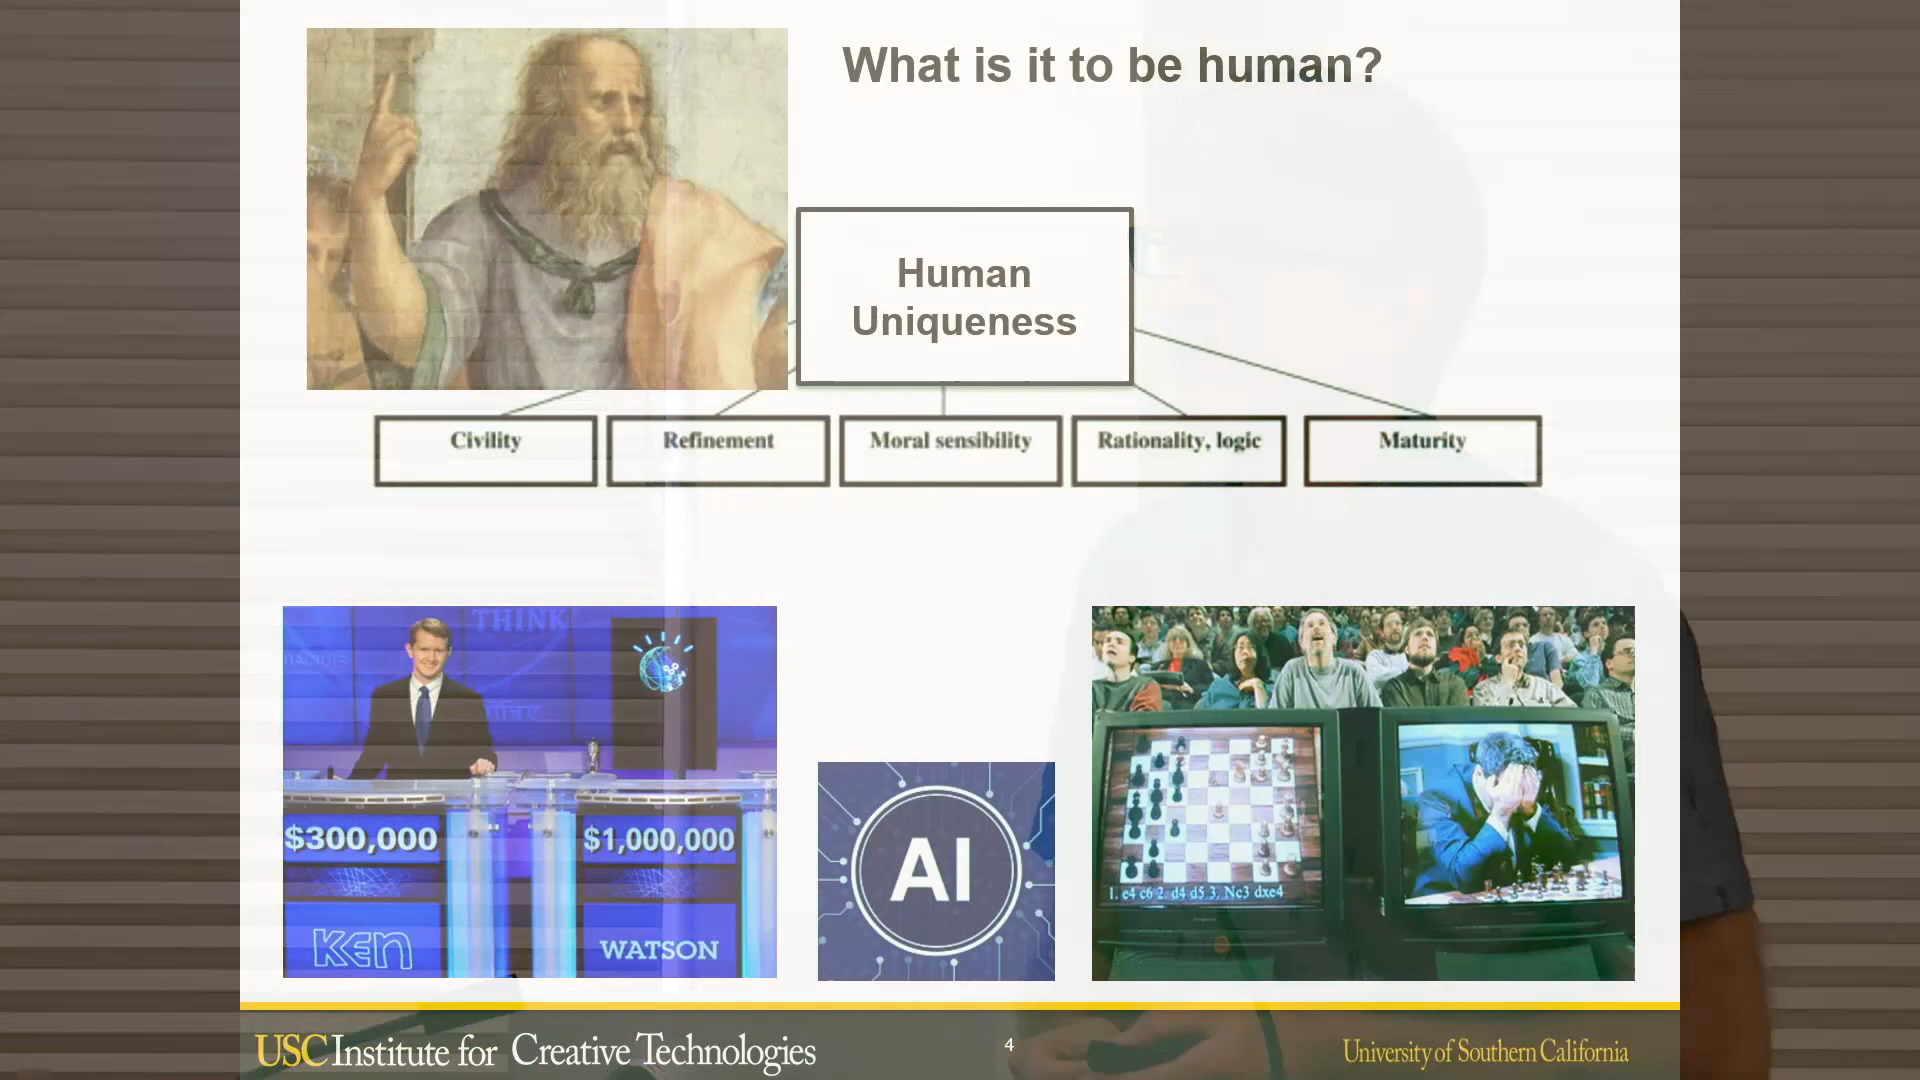 What is it to be human?
Human
Uniqueness
Civility
Refinement
Moral sensibility
Rationality, logic
Maturity
THINK
$300,000
$1,000,000
Ken
WATSON
AI
1. e4 c6 2. d4 d5 3. Nc3 dxe4
USC Institute for Creative Technologies
4
University of Southern California